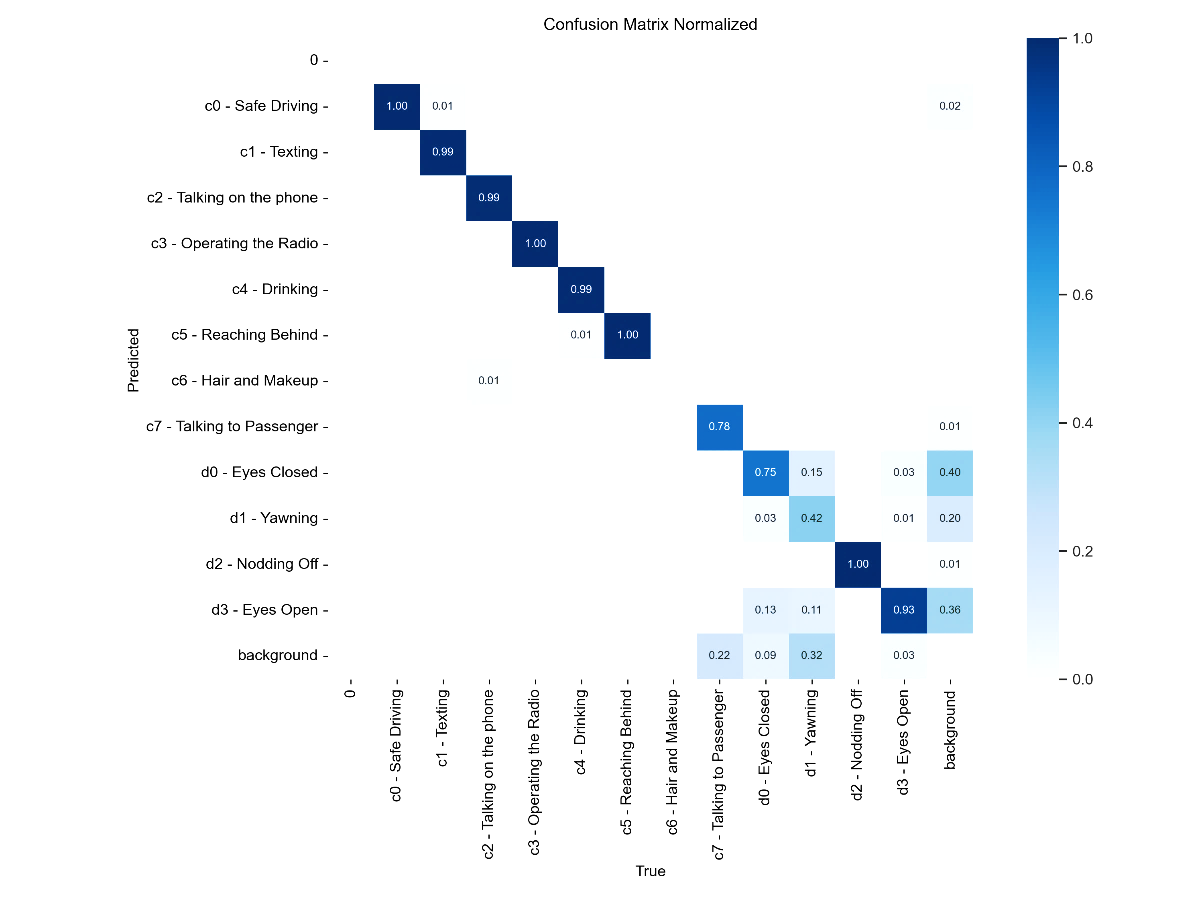 Confusion Matrix Normalized
0
c0 - Safe Driving 1.00 0.01 0.02
c1 - Texting 0.99
c2 - Talking on the phone 0.99
c3 - Operating the Radio 1.00
c4 - Drinking 0.99
c5 - Reaching Behind 0.01 1.00
c6 - Hair and Makeup 0.01
c7 - Talking to Passenger 0.78 0.01
d0 - Eyes Closed 0.75 0.15 0.03 0.40
d1 - Yawning 0.03 0.42 0.01 0.20
d2 - Nodding Off 1.00 0.01
d3 - Eyes Open 0.13 0.11 0.93 0.36
background 0.22 0.09 0.32 0.03
Predicted
0
c0 - Safe Driving
c1 - Texting
c2 - Talking on the phone
c3 - Operating the Radio
c4 - Drinking
c5 - Reaching Behind
c6 - Hair and Makeup
c7 - Talking to Passenger
d0 - Eyes Closed
d1 - Yawning
d2 - Nodding Off
d3 - Eyes Open
background
True
1.0
0.8
0.6
0.4
0.2
0.0